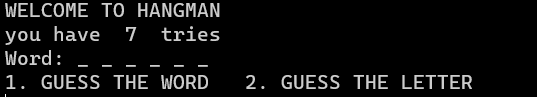 WELCOME TO HANGMAN
you have  7  tries
Word: _ _ _ _ _ _
1. GUESS THE WORD   2. GUESS THE LETTER